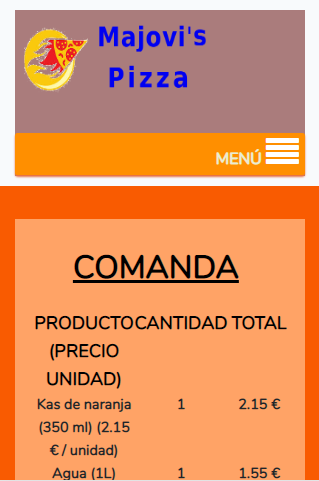 Majovi's
Pizza
MENÚ
COMANDA
PRODUCTO CANTIDAD TOTAL
(PRECIO
UNIDAD)
Kas de naranja 1 2.15 €
(350 ml) (2.15
€ / unidad)
Agua (1L) 1 1.55 €